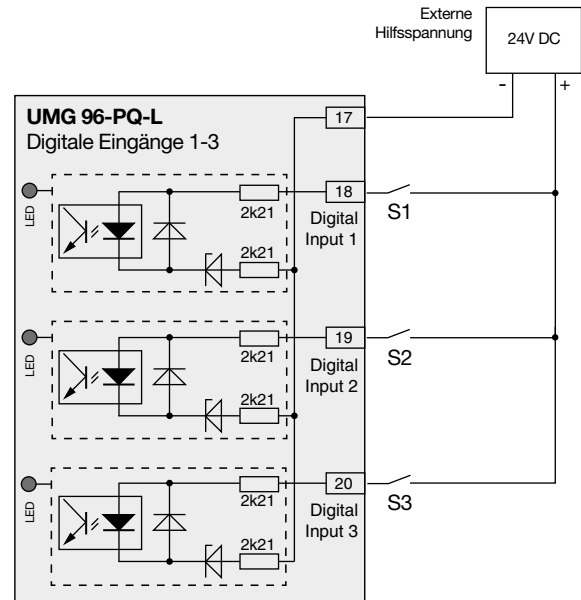 Externe
Hilfsspannung
24V DC
- +
UMG 96-PQ-L
Digitale Eingänge 1-3
17
LED
2k21
18
S1
Digital
Input 1
2k21
LED
2k21
19
S2
Digital
Input 2
2k21
LED
2k21
20
S3
Digital
Input 3
2k21